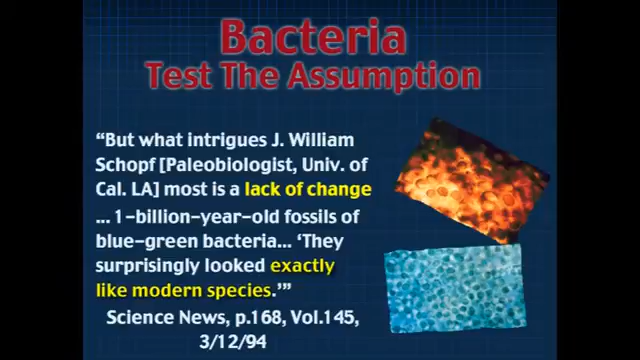 Bacteria
Test The Assumption
“But what intrigues J. William
Schopf [Paleobiologist, Univ. of
Cal. LA] most is a lack of change
... 1-billion-year-old fossils of
blue-green bacteria... ‘They
surprisingly looked exactly
like modern species.’”
Science News, p.168, Vol.145,
3/12/94